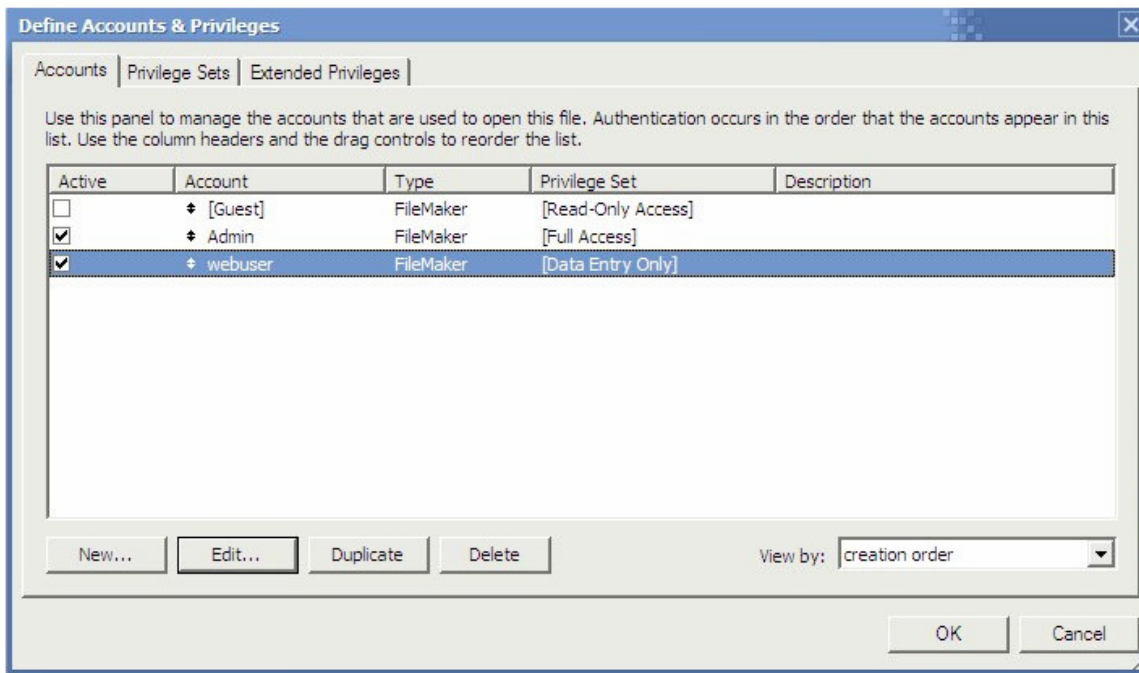 Define Accounts & Privileges
Accounts Privilege Sets Extended Privileges
Use this panel to manage the accounts that are used to open this file. Authentication occurs in the order that the accounts appear in this
list. Use the column headers and the drag controls to reorder the list.
Active Account Type Privilege Set Description
[Guest] FileMaker [Read-Only Access]
Admin FileMaker [Full Access]
webuser FileMaker [Data Entry Only]
New... Edit... Duplicate Delete View by: creation order
OK Cancel